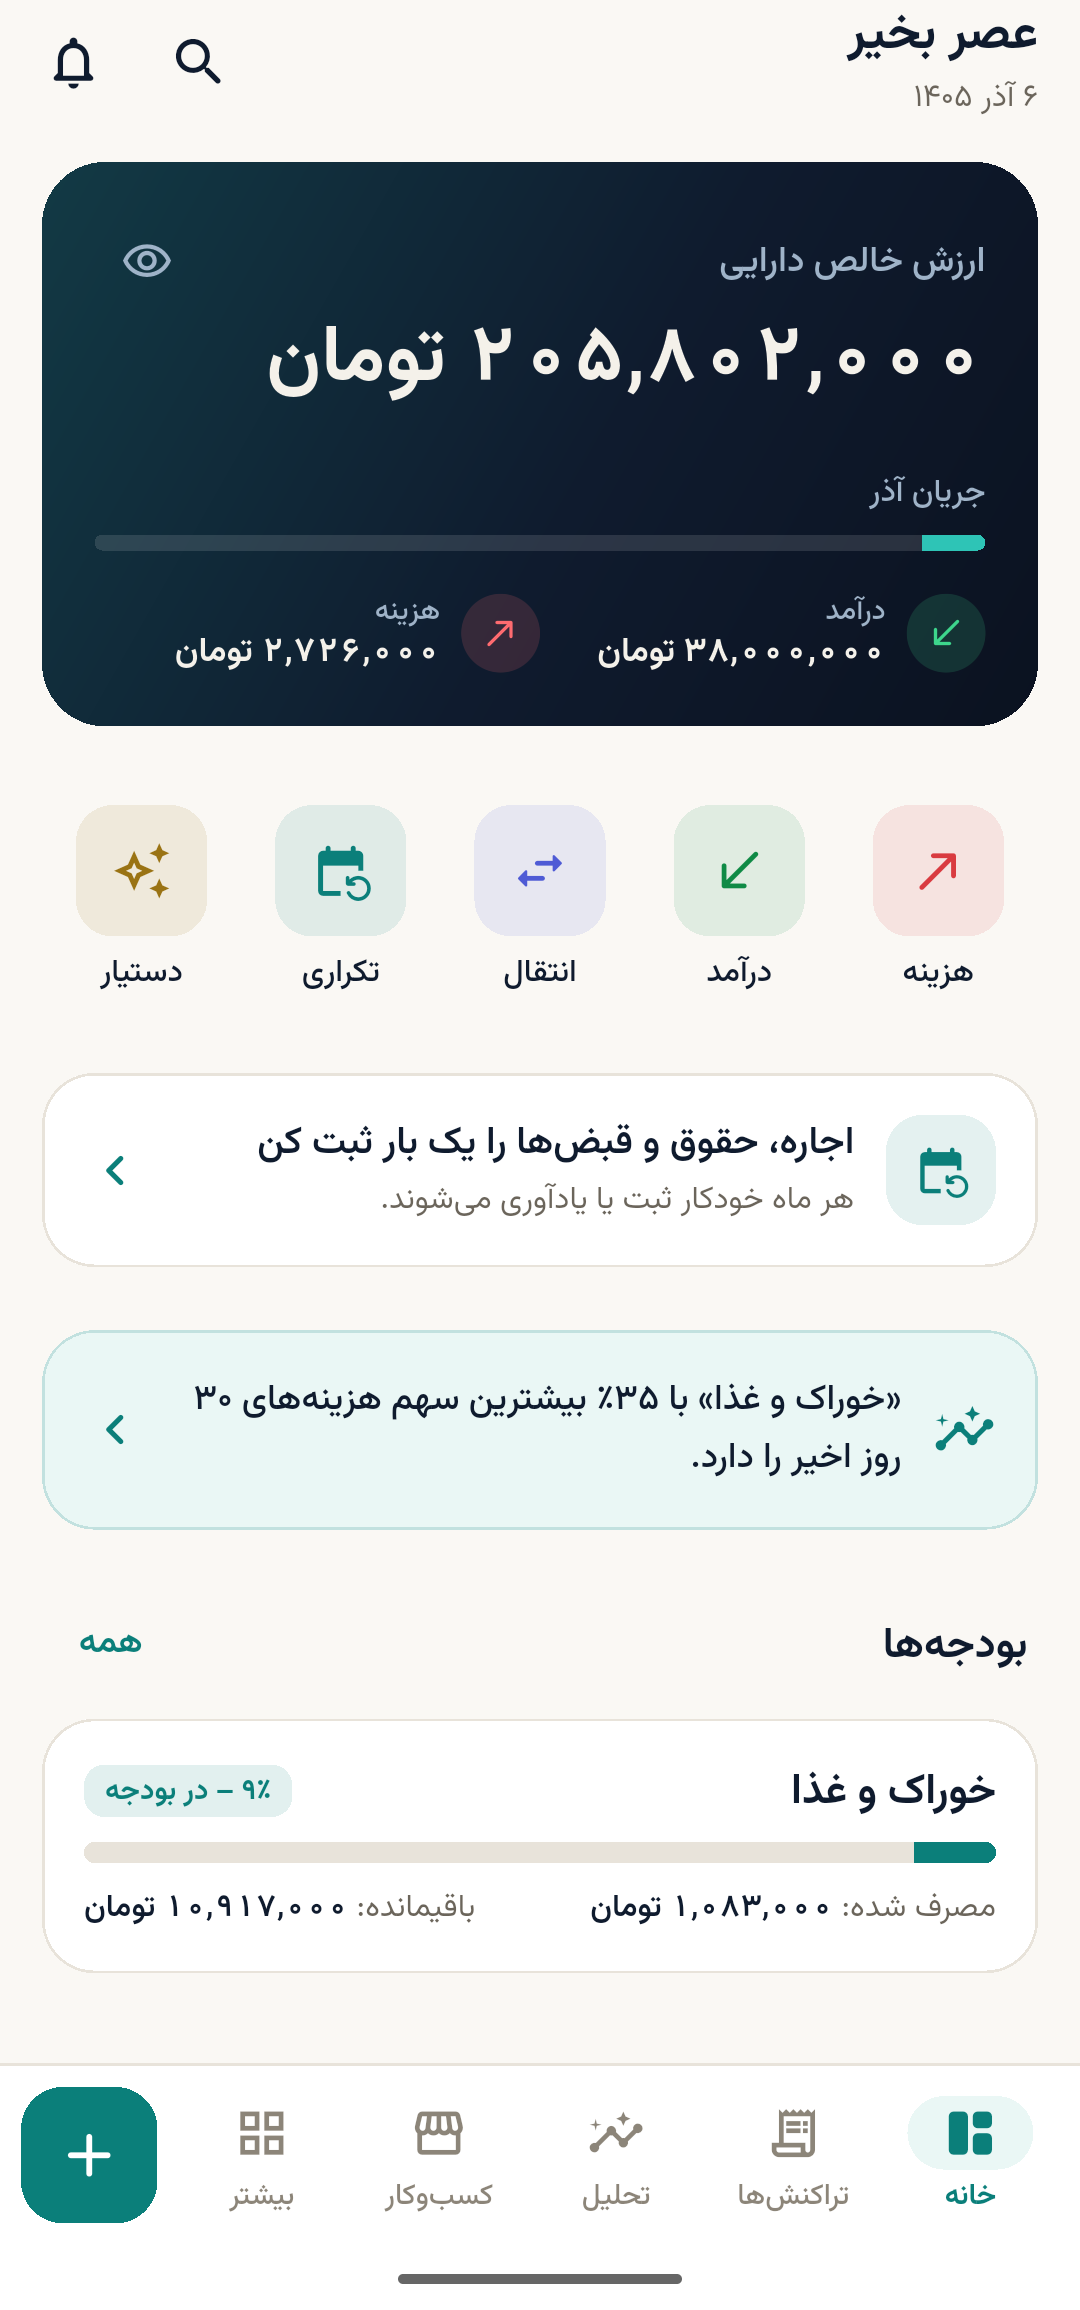 عصر بخیر
۶ آذر ۱۴۰۵
ارزش خالص دارایی
۲۰۵,۸۰۲,۰۰۰ تومان
جریان آذر
درآمد
۳۸,۰۰۰,۰۰۰ تومان
هزینه
۲,۷۲۶,۰۰۰ تومان
هزینه
درآمد
انتقال
تکراری
دستیار
اجاره، حقوق و قبض‌ها را یک بار ثبت کن
هر ماه خودکار ثبت یا یادآوری می‌شوند.
«خوراک و غذا» با ۳۵٪ بیشترین سهم هزینه‌های ۳۰
روز اخیر را دارد.
بودجه‌ها
همه
خوراک و غذا
۹٪ – در بودجه
مصرف شده: ۱,۰۸۳,۰۰۰ تومان
باقیمانده: ۱۰,۹۱۷,۰۰۰ تومان
خانه
تراکنش‌ها
تحلیل
کسب‌وکار
بیشتر